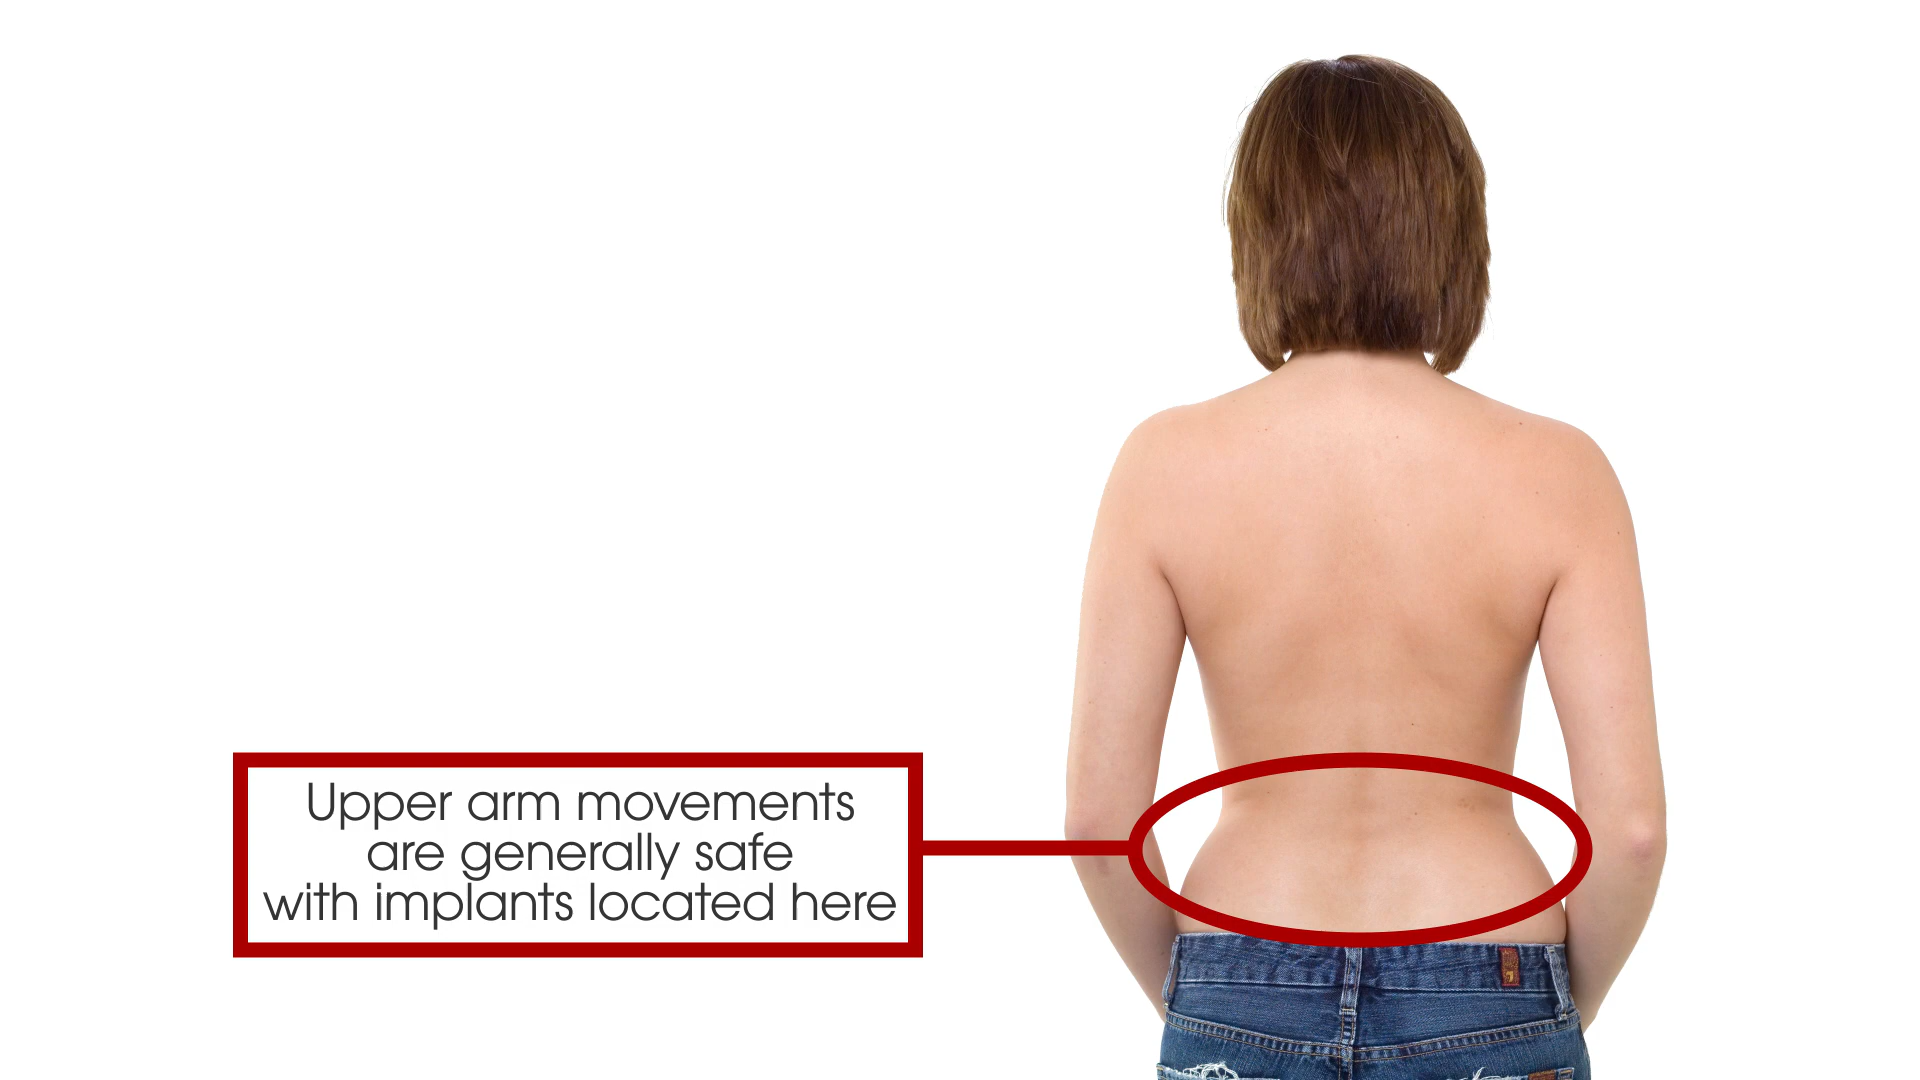 Upper arm movements
are generally safe
with implants located here